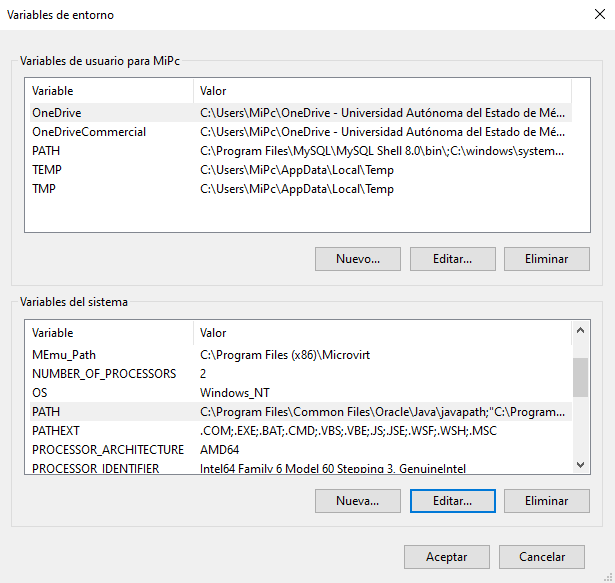 Variables de entorno
Variables de usuario para MiPc
Variable Valor
OneDrive C:\Users\MiPc\OneDrive - Universidad Autónoma del Estado de Mé...
OneDriveCommercial C:\Users\MiPc\OneDrive - Universidad Autónoma del Estado de Mé...
PATH C:\Program Files\MySQL\MySQL Shell 8.0\bin\;C:\windows\system...
TEMP C:\Users\MiPc\AppData\Local\Temp
TMP C:\Users\MiPc\AppData\Local\Temp
Nuevo... Editar... Eliminar
Variables del sistema
Variable Valor
MEmu_Path C:\Program Files (x86)\Microvirt
NUMBER_OF_PROCESSORS 2
OS Windows_NT
PATH C:\Program Files\Common Files\Oracle\Java\javapath;"C:\Program...
PATHEXT .COM;.EXE;.BAT;.CMD;.VBS;.VBE;.JS;.JSE;.WSF;.WSH;.MSC
PROCESSOR_ARCHITECTURE AMD64
PROCESSOR_IDENTIFIER Intel64 Family 6 Model 60 Stepping 3, GenuineIntel
Nueva... Editar... Eliminar
Aceptar Cancelar